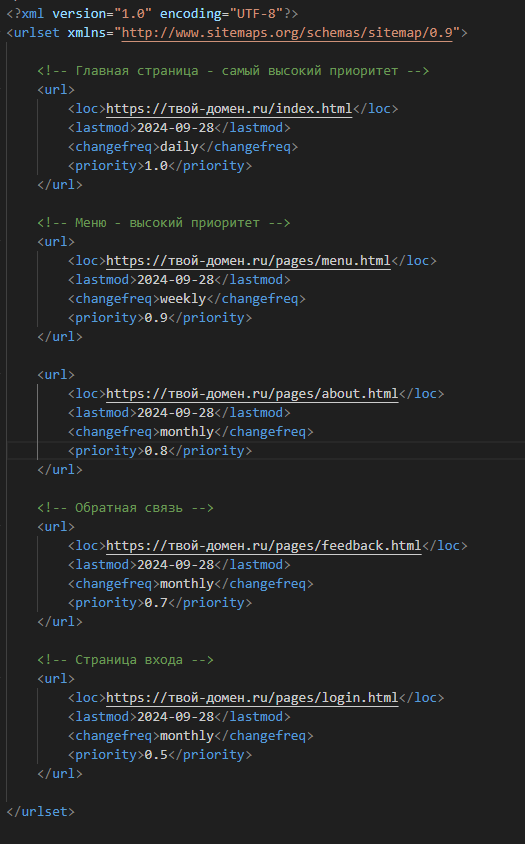 <?xml version="1.0" encoding="UTF-8"?>
<urlset xmlns="http://www.sitemaps.org/schemas/sitemap/0.9">
<!-- Главная страница - самый высокий приоритет -->
<url>
<loc>https://твой-домен.ru/index.html</loc>
<lastmod>2024-09-28</lastmod>
<changefreq>daily</changefreq>
<priority>1.0</priority>
</url>
<!-- Меню - высокий приоритет -->
<url>
<loc>https://твой-домен.ru/pages/menu.html</loc>
<lastmod>2024-09-28</lastmod>
<changefreq>weekly</changefreq>
<priority>0.9</priority>
</url>
<url>
<loc>https://твой-домен.ru/pages/about.html</loc>
<lastmod>2024-09-28</lastmod>
<changefreq>monthly</changefreq>
<priority>0.8</priority>
</url>
<!-- Обратная связь -->
<url>
<loc>https://твой-домен.ru/pages/feedback.html</loc>
<lastmod>2024-09-28</lastmod>
<changefreq>monthly</changefreq>
<priority>0.7</priority>
</url>
<!-- Страница входа -->
<url>
<loc>https://твой-домен.ru/pages/login.html</loc>
<lastmod>2024-09-28</lastmod>
<changefreq>monthly</changefreq>
<priority>0.5</priority>
</url>
</urlset>